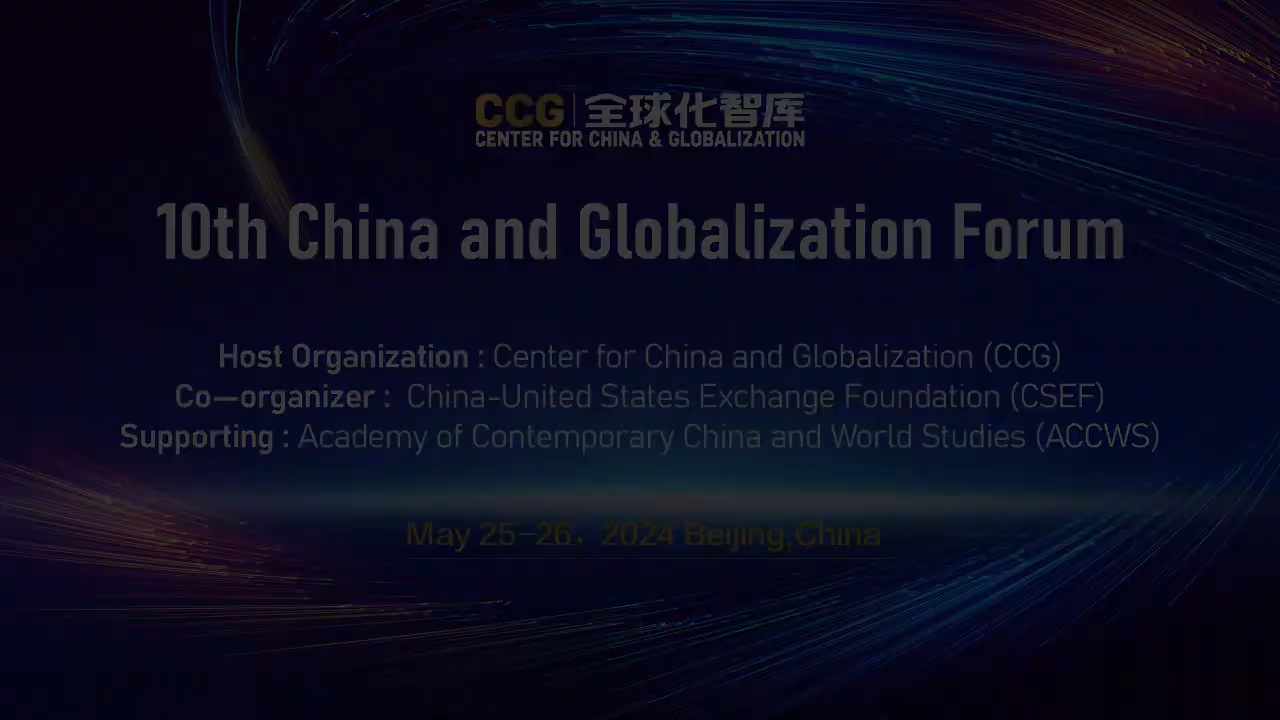 CCG 全球化智库
CENTER FOR CHINA & GLOBALIZATION
10th China and Globalization Forum
Host Organization : Center for China and Globalization (CCG)
Co—organizer : China-United States Exchange Foundation (CSEF)
Supporting : Academy of Contemporary China and World Studies (ACCWS)
May 25-26, 2024 Beijing,China